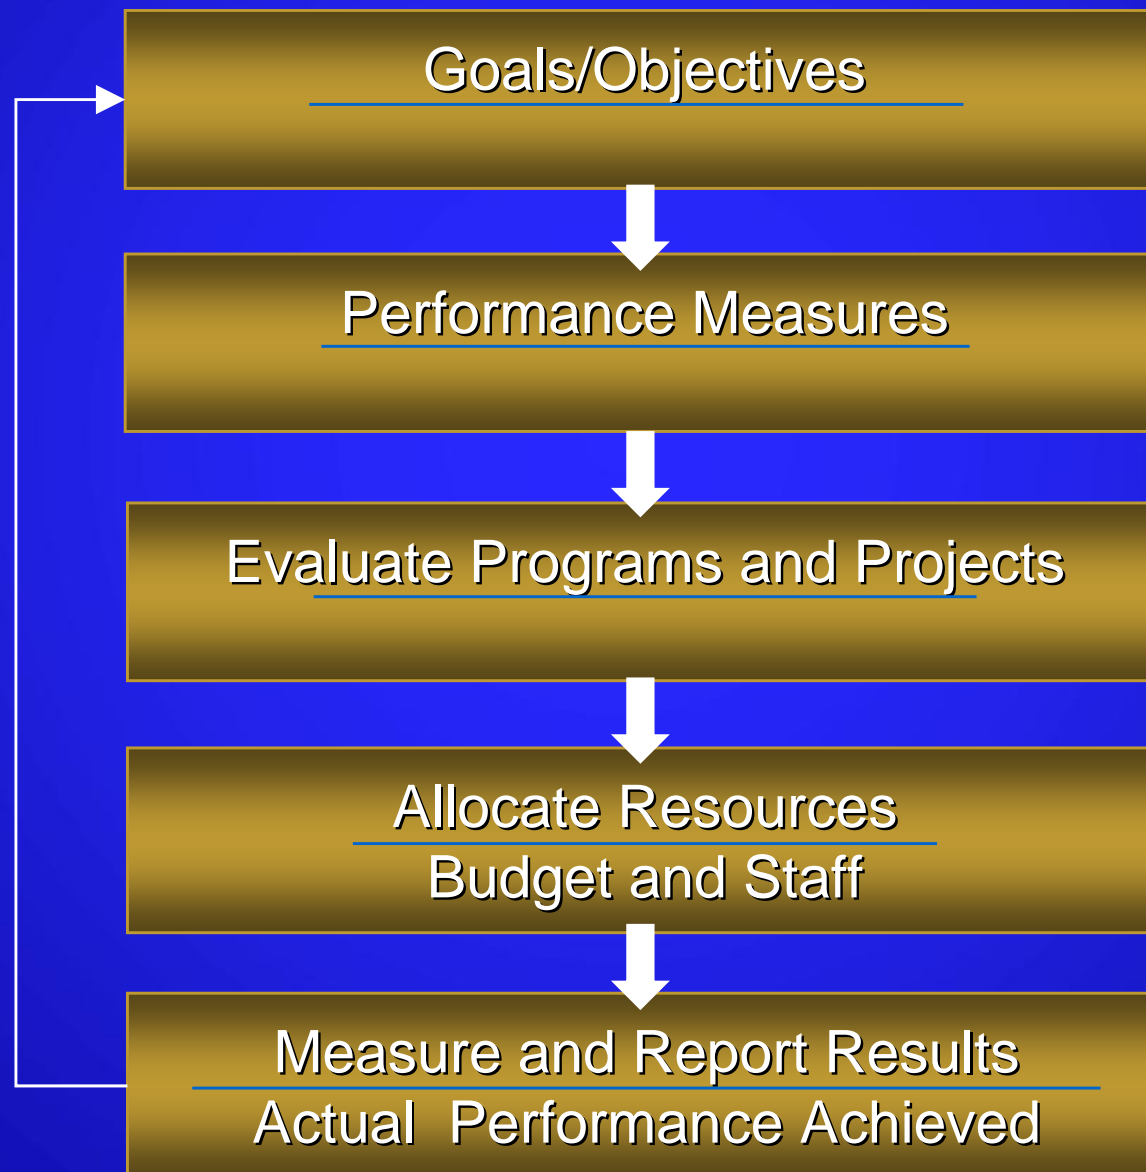 Goals/Objectives
Performance Measures
Evaluate Programs and Projects
Allocate Resources
Budget and Staff
Measure and Report Results
Actual  Performance Achieved